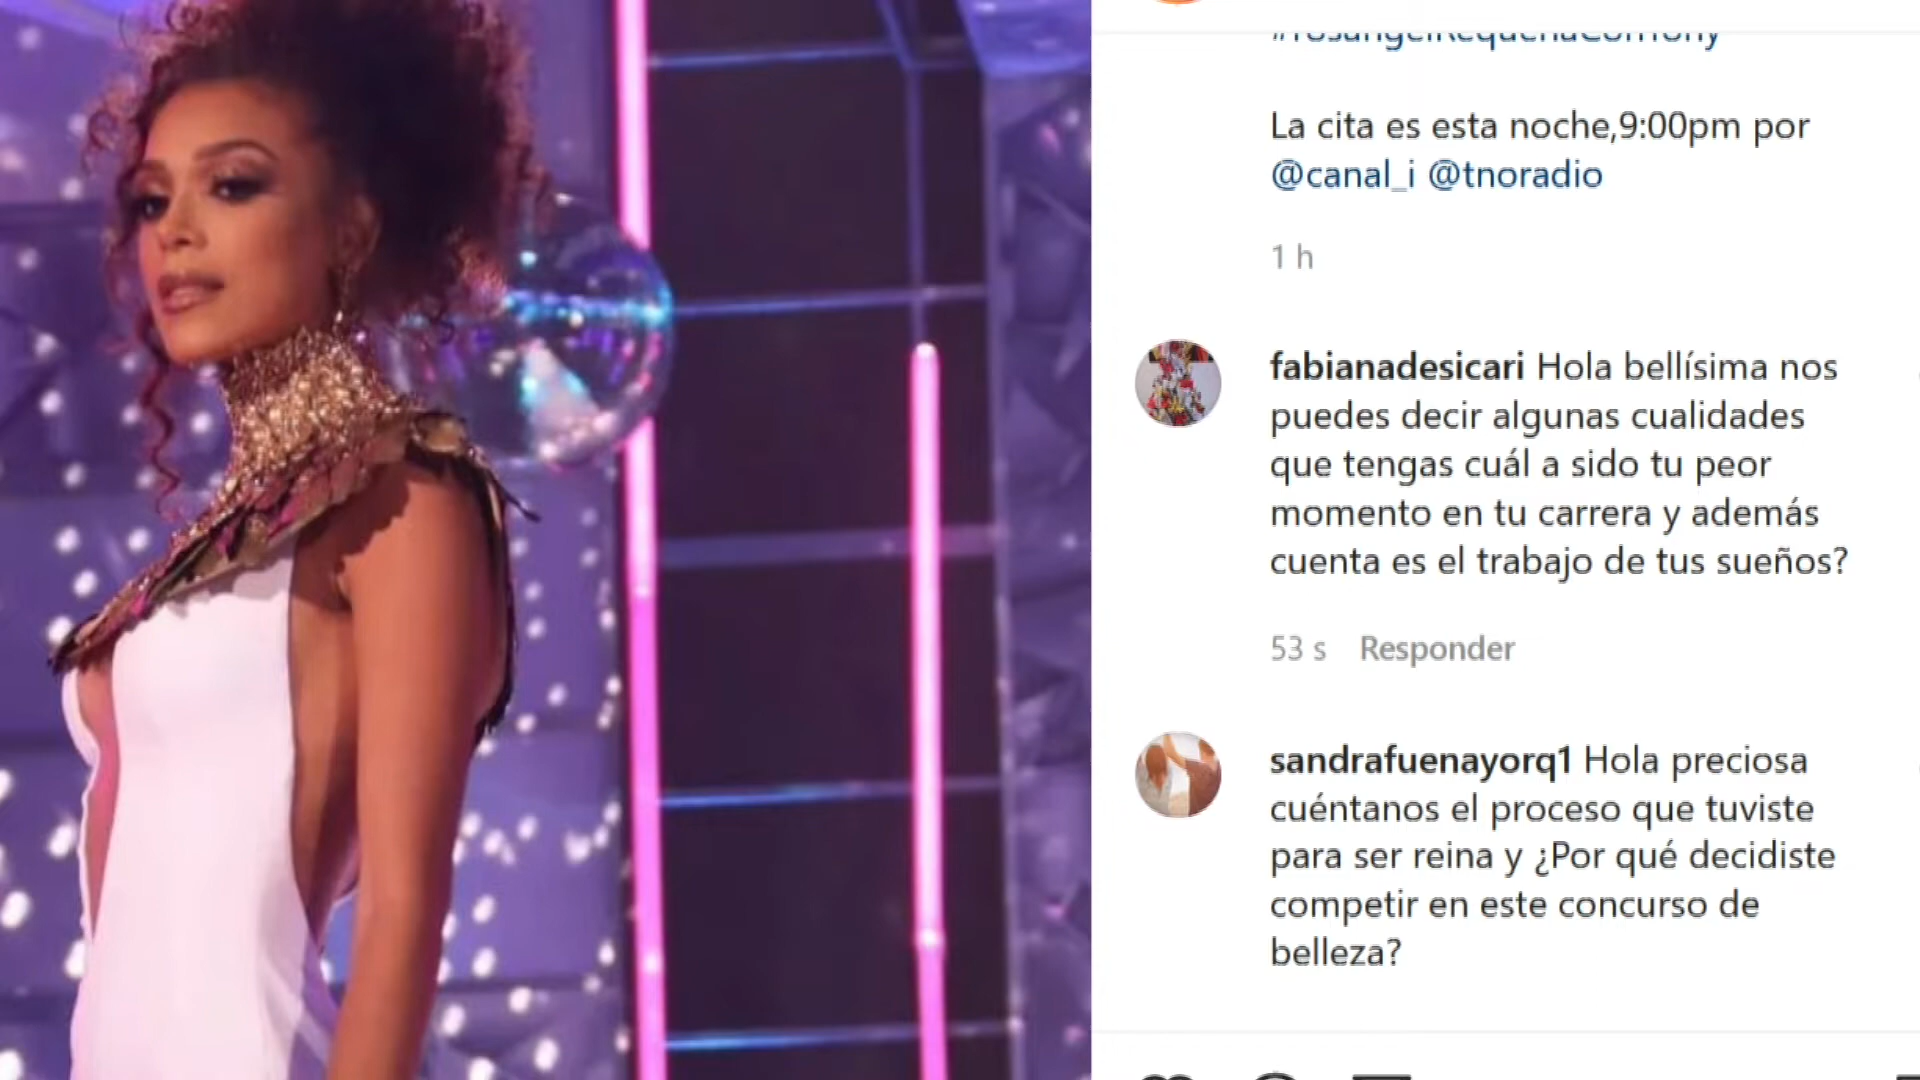 La cita es esta noche,9:00pm por
@canal_i @tnoradio
1 h
fabianadesicari Hola bellísima nos
puedes decir algunas cualidades
que tengas cuál a sido tu peor
momento en tu carrera y además
cuenta es el trabajo de tus sueños?
53 s Responder
sandrafuenayorq1 Hola preciosa
cuéntanos el proceso que tuviste
para ser reina y ¿Por qué decidiste
competir en este concurso de
belleza?